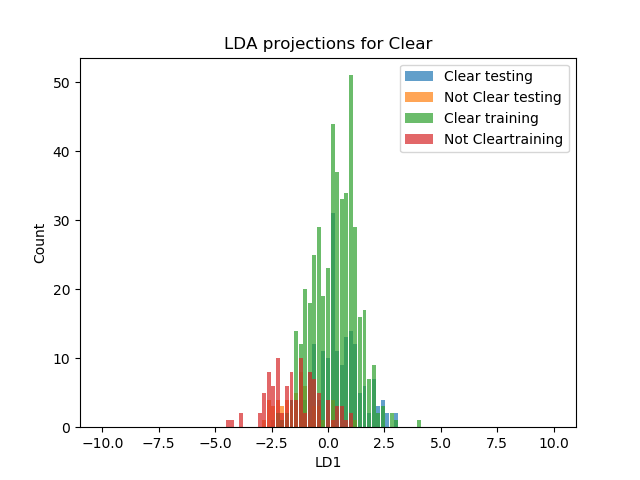 LDA projections for Clear
Clear testing
Not Clear testing
Clear training
Not Cleartraining
50
40
30
20
10
0
Count
−10.0 −7.5 −5.0 −2.5 0.0 2.5 5.0 7.5 10.0
LD1